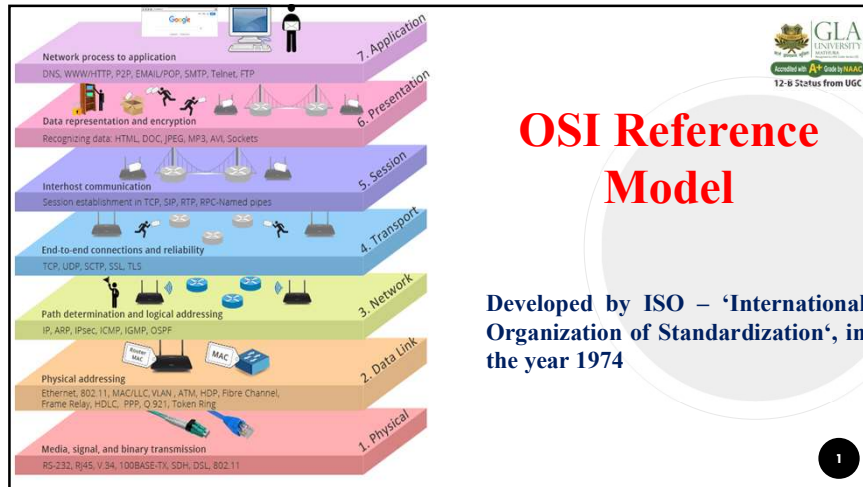 Google
7. Application
Network process to application
DNS, WWW/HTTP, P2P, EMAIL/POP, SMTP, Telnet, FTP
6. Presentation
Data representation and encryption
Recognizing data: HTML, DOC, JPEG, MP3, AVI, Sockets
5. Session
Interhost communication
Session establishment in TCP, SIP, RTP, RPC-Named pipes
4. Transport
End-to-end connections and reliability
TCP, UDP, SCTP, SSL, TLS
3. Network
Path determination and logical addressing
IP, ARP, IPsec, ICMP, IGMP, OSPF
Router
MAC
MAC
2. Data Link
Physical addressing
Ethernet, 802.11, MAC/LLC, VLAN , ATM, HDP, Fibre Channel,
Frame Relay, HDLC, PPP, Q.921, Token Ring
1. Physical
Media, signal, and binary transmission
RS-232, RJ45, V.34, 100BASE-TX, SDH, DSL, 802.11
GLA
UNIVERSITY
MATHURA
Accredited with A+ Grade by NAAC
12-B Status from UGC
OSI Reference
Model
Developed by ISO – ‘International
Organization of Standardization‘, in
the year 1974
1